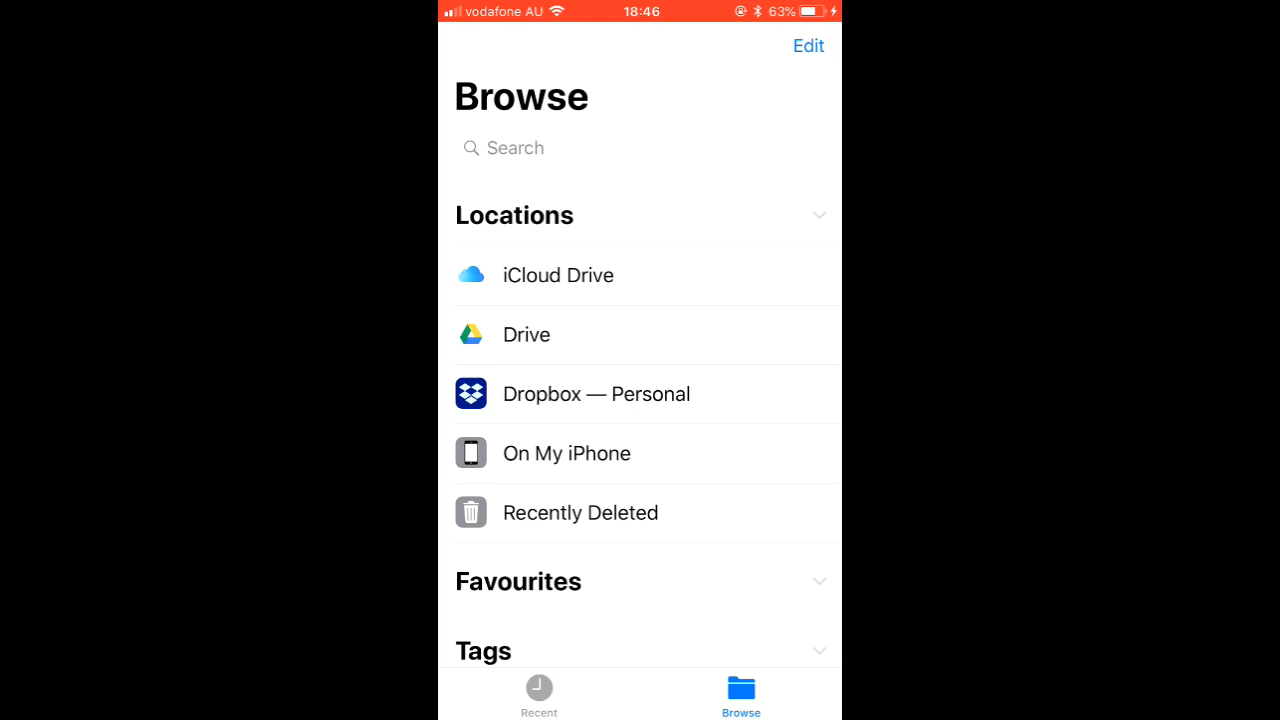 vodafone AU 18:46 63%
Edit
Browse
Search
Locations
iCloud Drive
Drive
Dropbox — Personal
On My iPhone
Recently Deleted
Favourites
Tags
Recent Browse